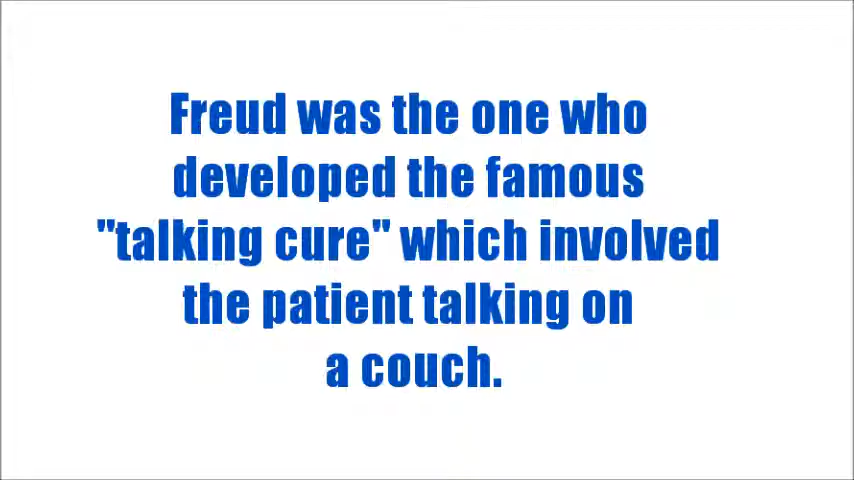 Freud was the one who
developed the famous
"talking cure" which involved
the patient talking on
a couch.